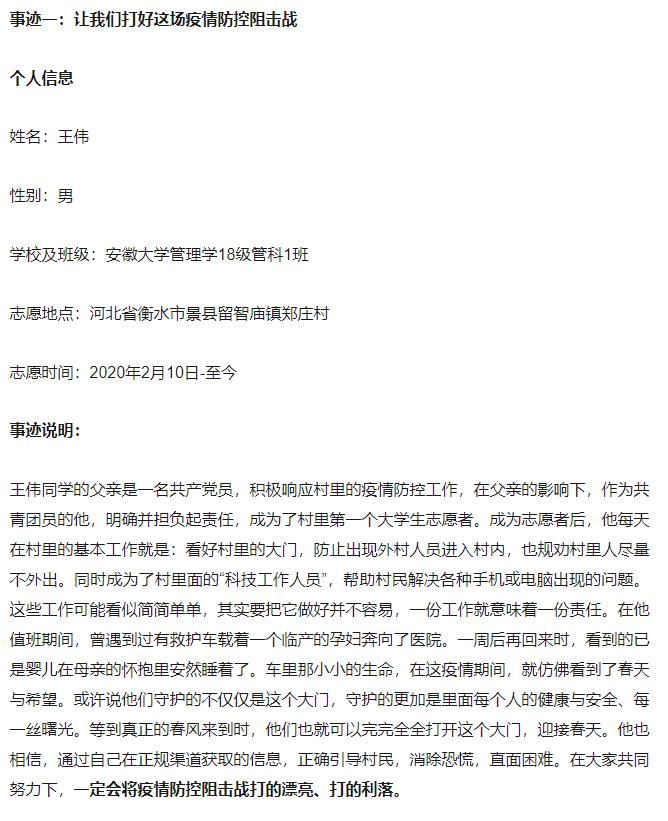 事迹一：让我们打好这场疫情防控阻击战
个人信息
姓名：王伟
性别：男
学校及班级：安徽大学管理学18级管科1班
志愿地点：河北省衡水市景县留智庙镇郑庄村
志愿时间：2020年2月10日-至今
事迹说明：
王伟同学的父亲是一名共产党员，积极响应村里的疫情防控工作，在父亲的影响下，作为共
青团员的他，明确并担负起责任，成为了村里第一个大学生志愿者。成为志愿者后，他每天
在村里的基本工作就是：看好村里的大门，防止出现外村人员进入村内，也规劝村里人尽量
不外出。同时成为了村里面的“科技工作人员”，帮助村民解决各种手机或电脑出现的问题。
这些工作可能看似简简单单，其实要把它做好并不容易，一份工作就意味着一份责任。在他
值班期间，曾遇到过有救护车载着一个临产的孕妇奔向了医院。一周后再回来时，看到的已
是婴儿在母亲的怀抱里安然睡着了。车里那小小的生命，在这疫情期间，就仿佛看到了春天
与希望。或许说他们守护的不仅仅是这个大门，守护的更加是里面每个人的健康与安全、每
一丝曙光。等到真正的春风来到时，他们也就可以完完全全打开这个大门，迎接春天。他也
相信，通过自己在正规渠道获取的信息，正确引导村民，消除恐慌，直面困难。在大家共同
努力下，一定会将疫情防控阻击战打的漂亮、打的利落。